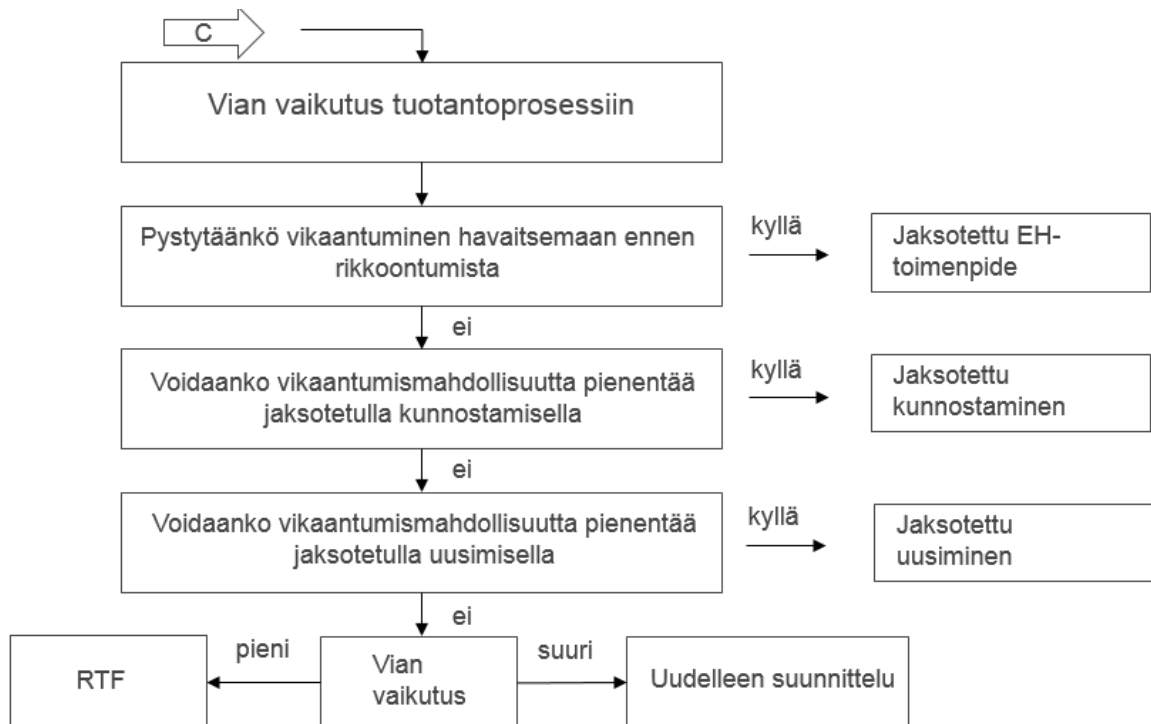 C
Vian vaikutus tuotantoprosessiin
Pystytäänkö vikaantuminen havaitsemaan ennen
rikkoontumista
kyllä
Jaksotettu EH-
toimenpide
ei
Voidaanko vikaantumismahdollisuutta pienentää
jaksotetulla kunnostamisella
kyllä
Jaksotettu
kunnostaminen
ei
Voidaanko vikaantumismahdollisuutta pienentää
jaksotetulla uusimisella
kyllä
Jaksotettu
uusiminen
ei
RTF
pieni
Vian
vaikutus
suuri
Uudelleen suunnittelu